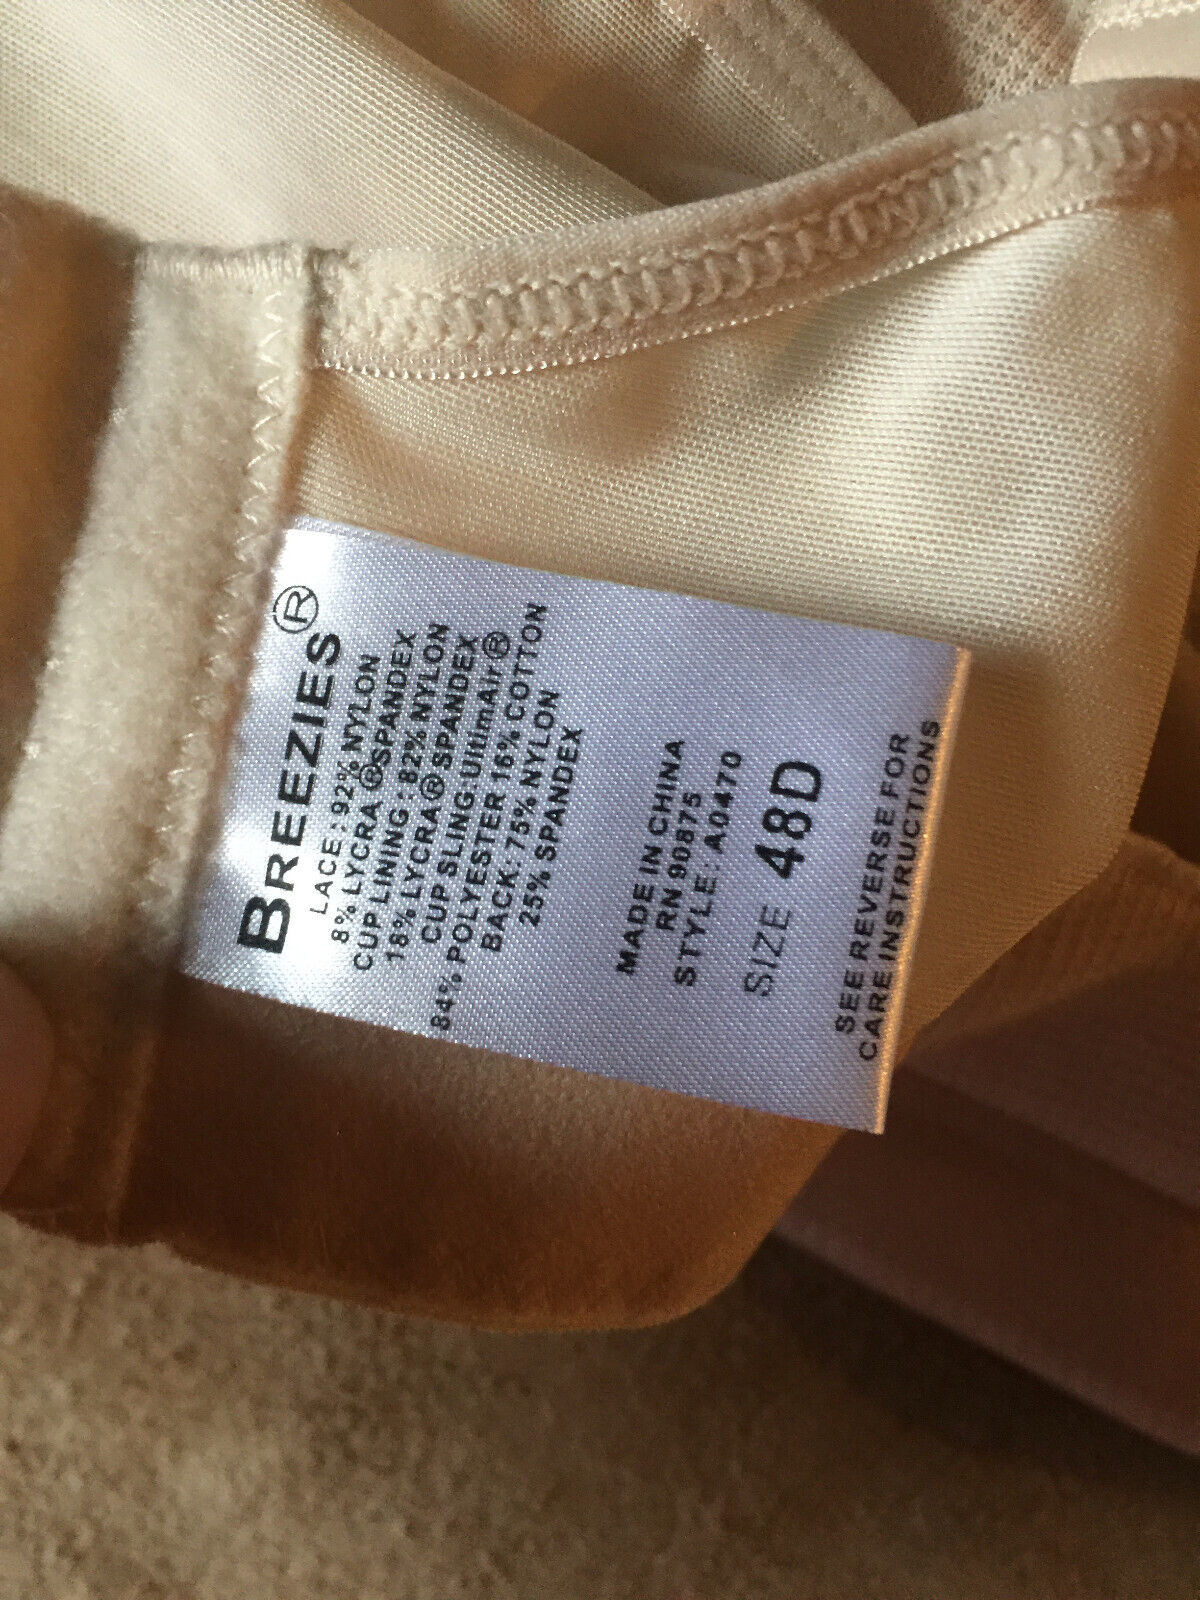 BREEZIES®
LACE: 92% NYLON
8% LYCRA ®SPANDEX
CUP LINING: 82% NYLON
18% LYCRA® SPANDEX
CUP SLING:UltimAir®
84% POLYESTER 16% COTTON
BACK: 75% NYLON
25% SPANDEX
MADE IN CHINA
RN 90875
STYLE: A0470
SIZE 48D
SEE REVERSE FOR
CARE INSTRUCTIONS